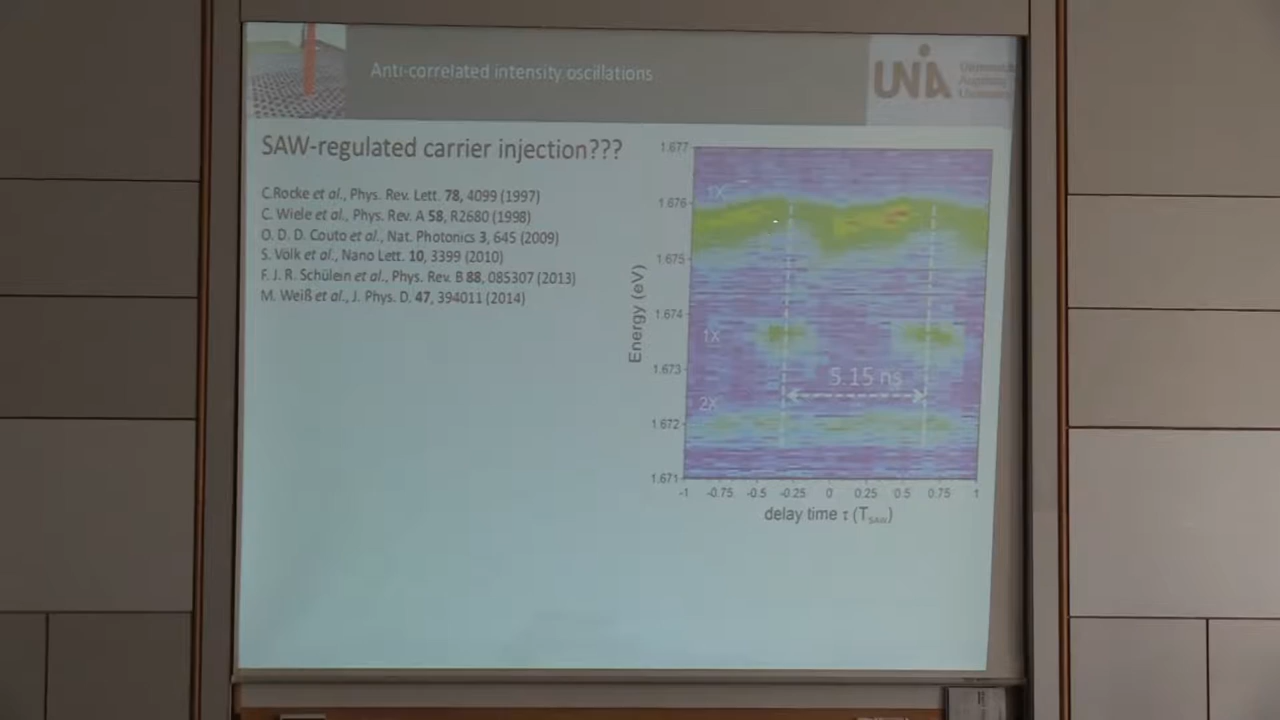 Anti-correlated intensity oscillations
UNIA
Universität
Augsburg
University
SAW-regulated carrier injection???
C.Rocke et al., Phys. Rev. Lett. 78, 4099 (1997)
C. Wiele et al., Phys. Rev. A 58, R2680 (1998)
O. D. D. Couto et al., Nat. Photonics 3, 645 (2009)
S. Völk et al., Nano Lett. 10, 3399 (2010)
F. J. R. Schülein et al., Phys. Rev. B 88, 085307 (2013)
M. Weiß et al., J. Phys. D. 47, 394011 (2014)
1.677
1.676
1.675
1.674
1.673
1.672
1.671
Energy (eV)
1X
2X
5.15 ns
-1 -0.75 -0.5 -0.25 0 0.25 0.5 0.75 1
delay time τ (TSAW)